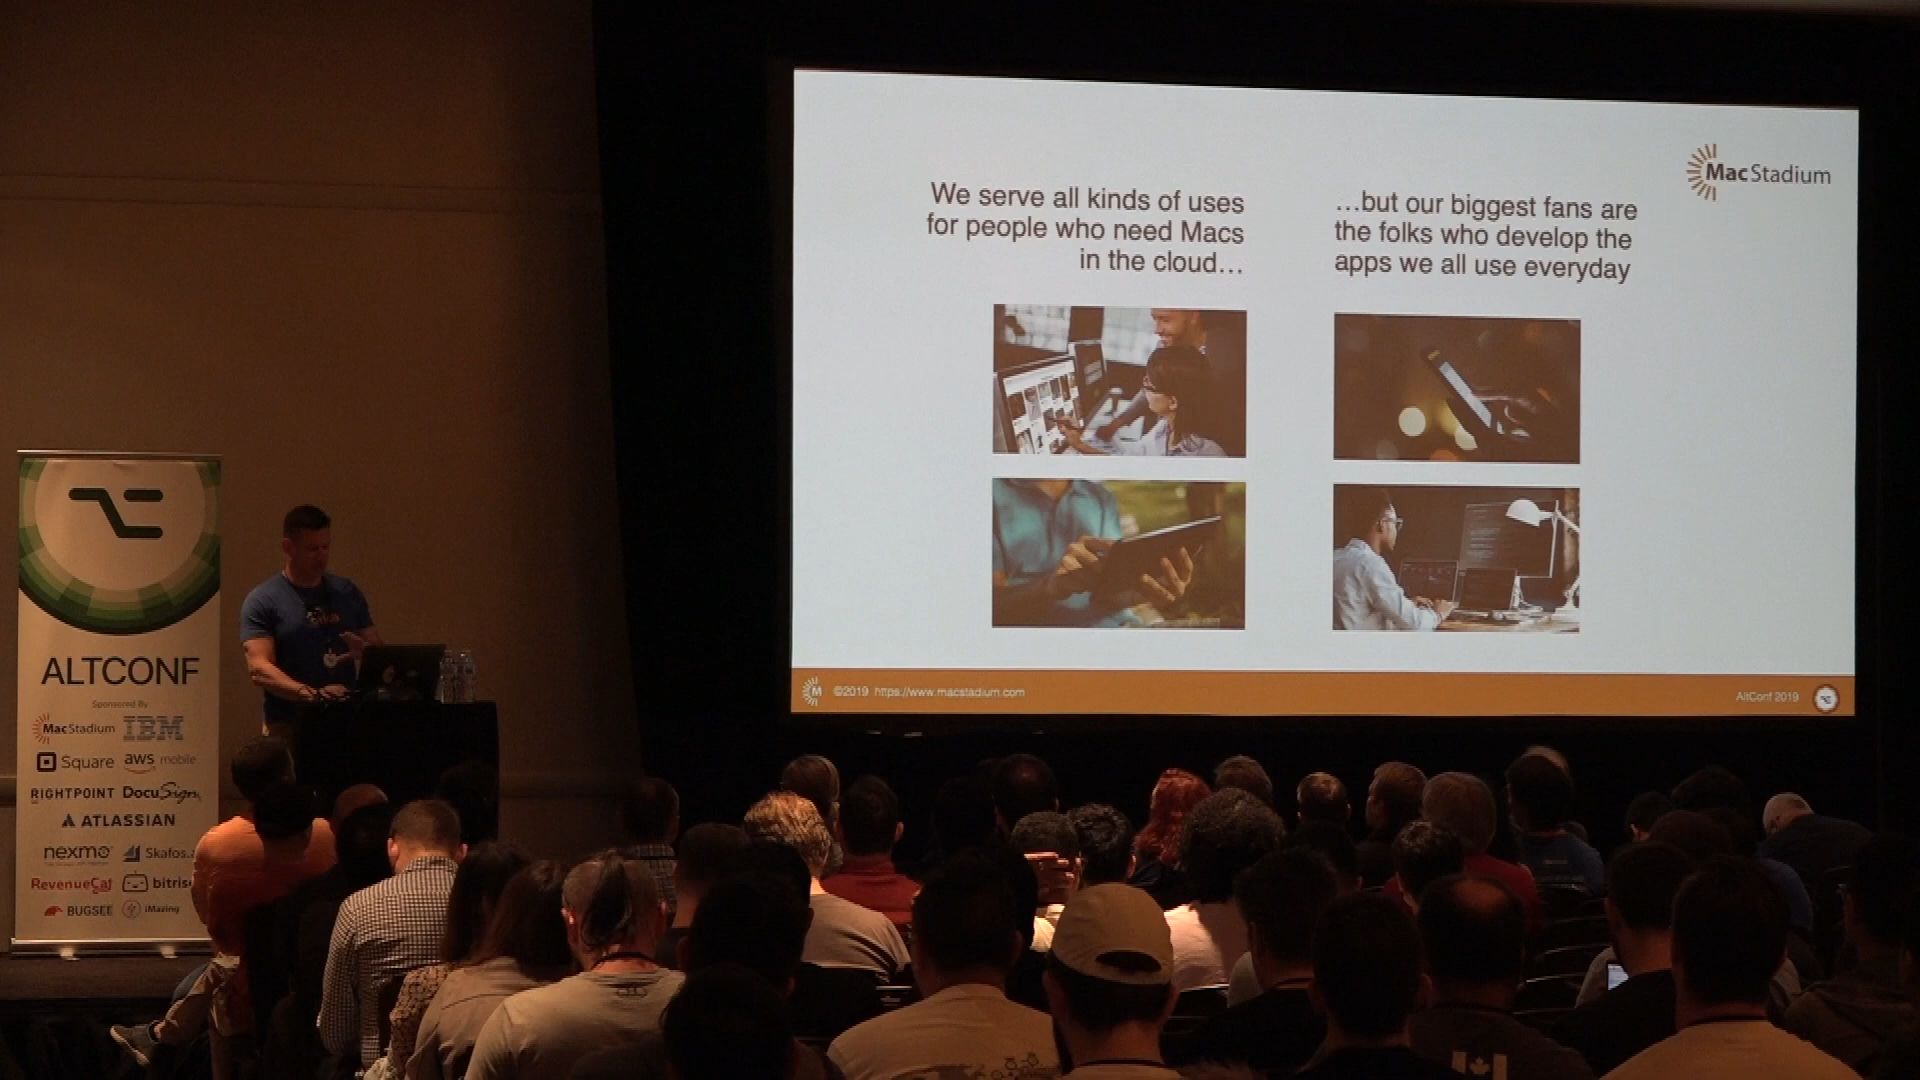 We serve all kinds of uses
for people who need Macs
in the cloud…
…but our biggest fans are
the folks who develop the
apps we all use everyday
MacStadium
©2019 https://www.macstadium.com
AltConf 2019
ALTCONF
Sponsored By
MacStadium IBM
Square aws mobile
RIGHTPOINT DocuSign
ATLASSIAN
nexmo Skafos.a
RevenueCat bitris
BUGSEE iMazing